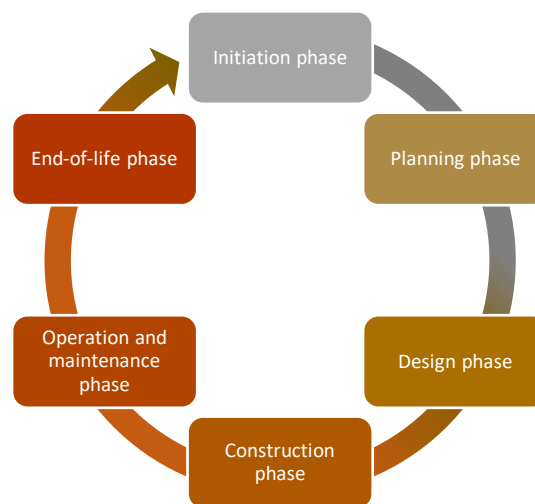 Initiation phase
Planning phase
Design phase
Construction
phase
Operation and
maintenance
phase
End-of-life phase